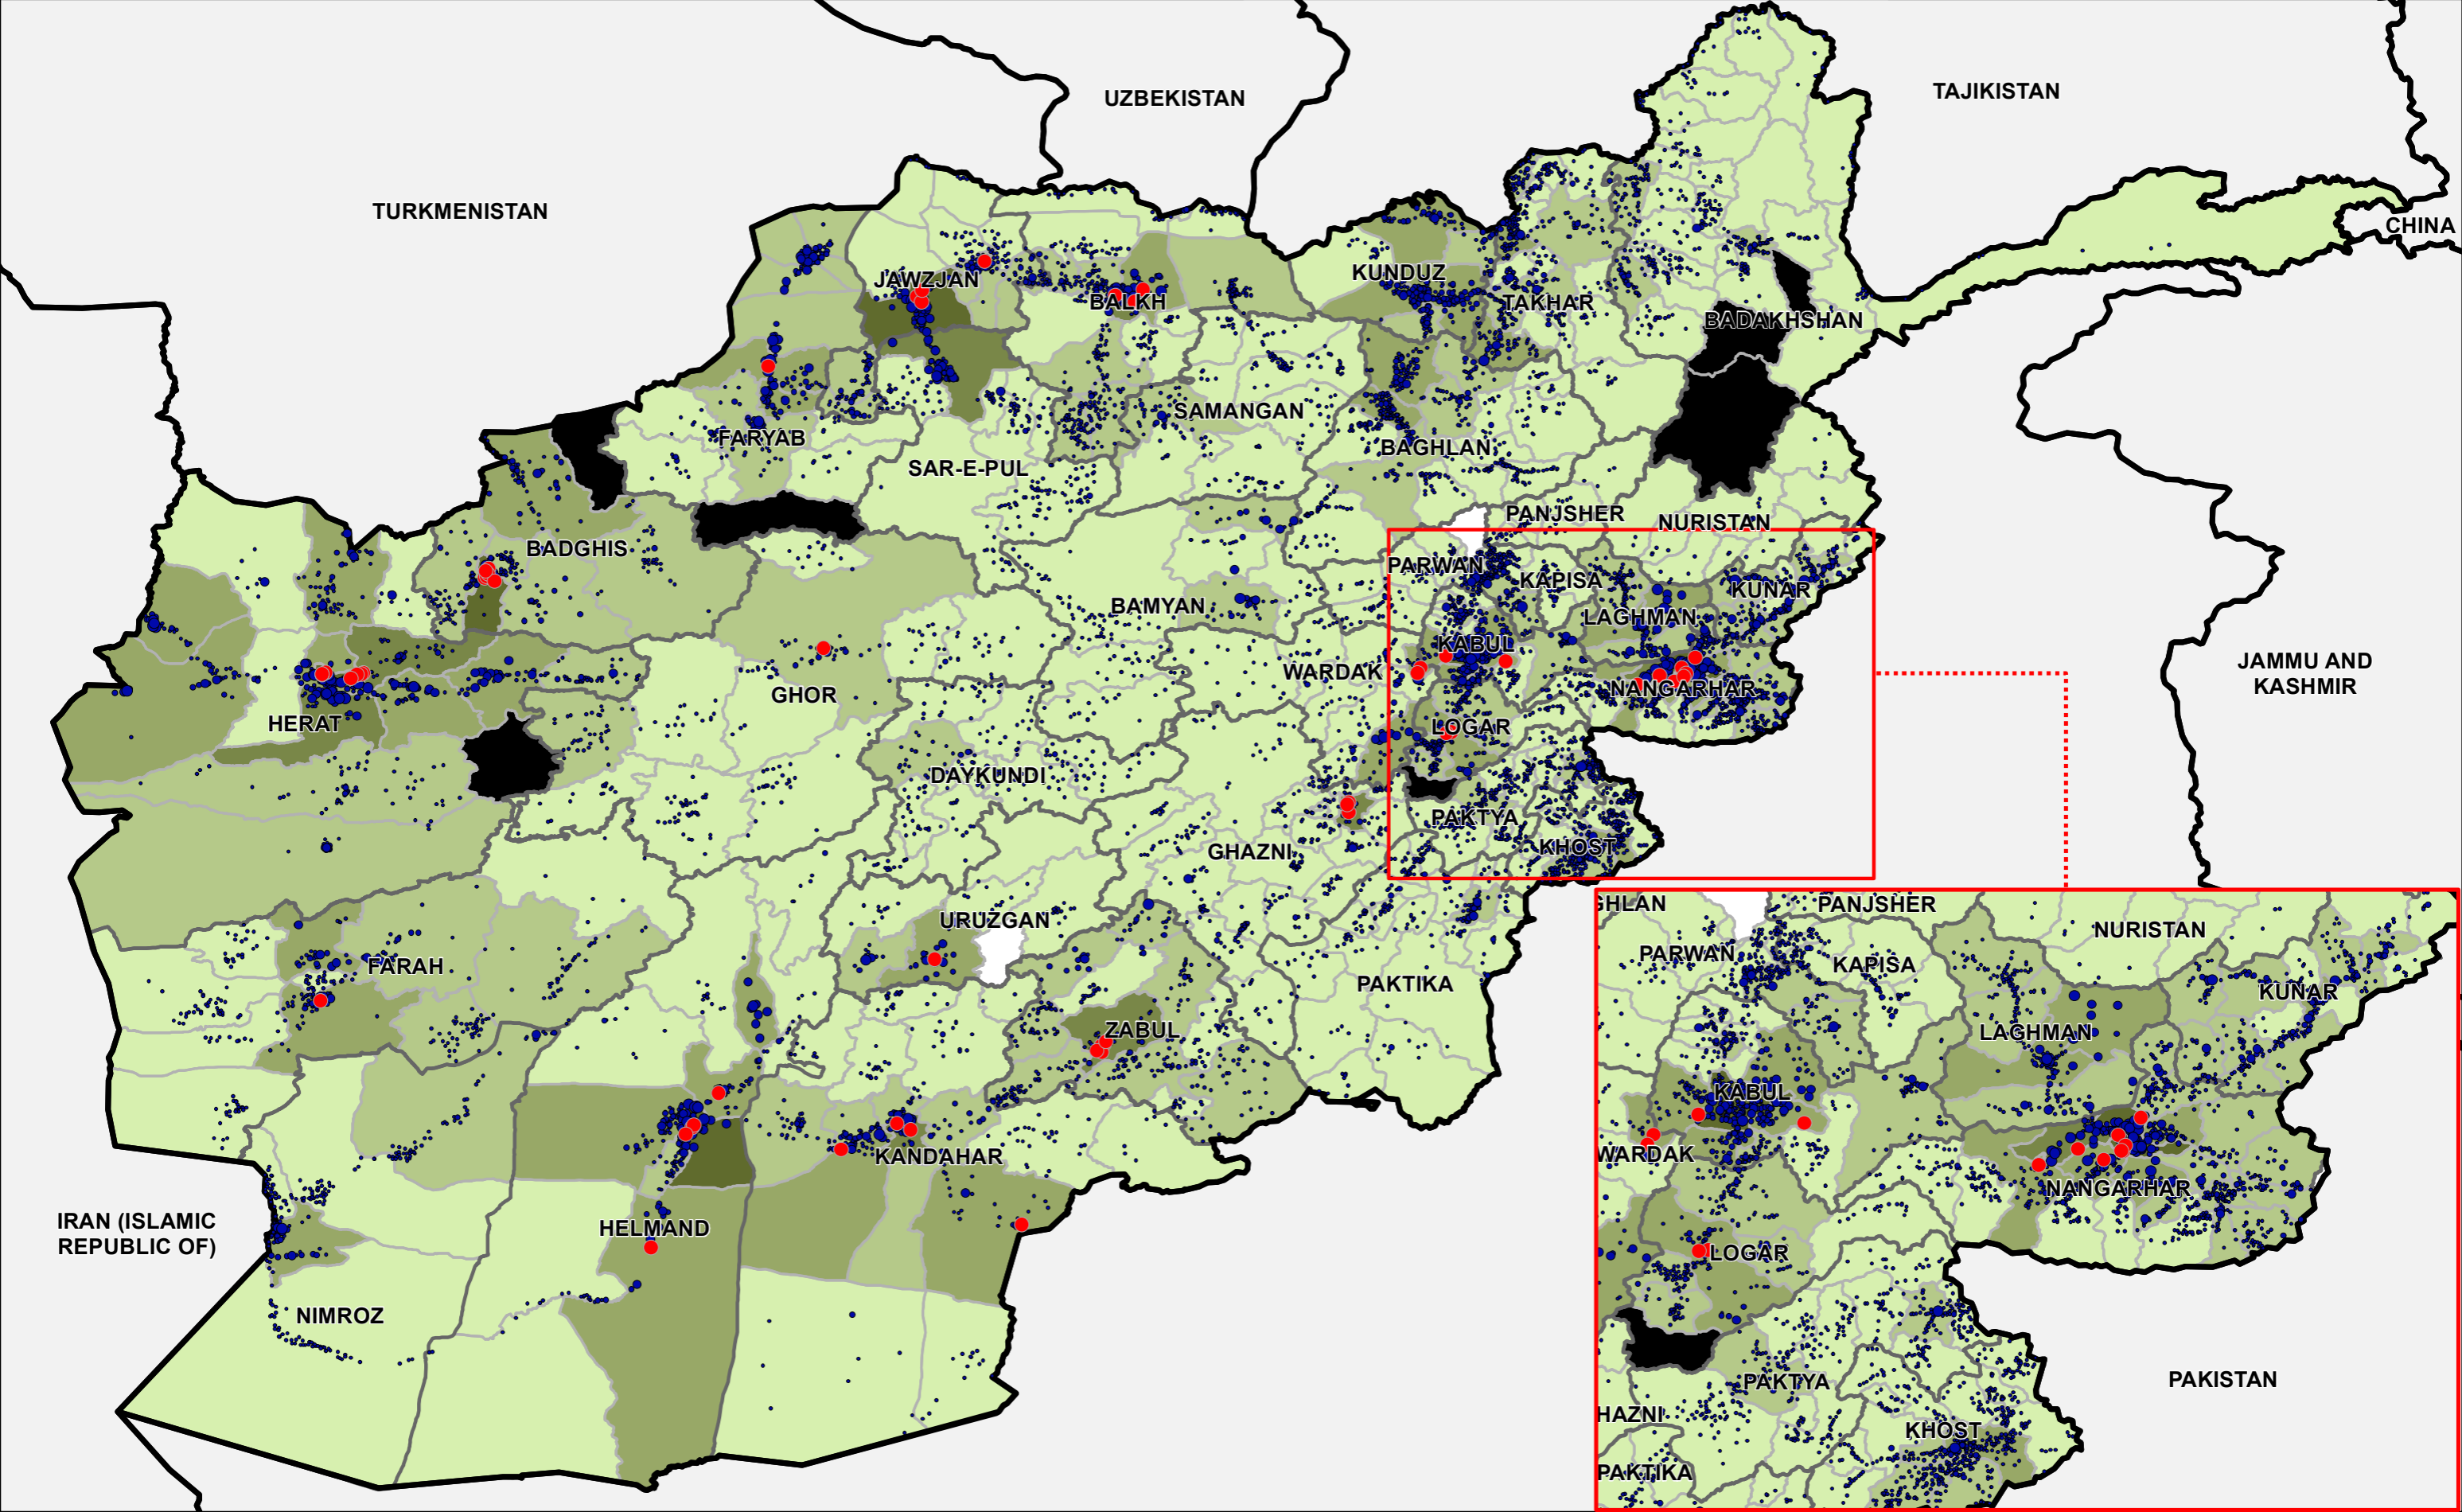 UZBEKISTAN
TAJIKISTAN
TURKMENISTAN
CHINA
JAWZJAN
BALKH
KUNDUZ
TAKHAR
BADAKHSHAN
FARYAB
SAR-E-PUL
SAMANGAN
BAGHLAN
BADGHIS
PANJSHER
NURISTAN
PARWAN
KAPISA
KUNAR
BAMYAN
LAGHMAN
KABUL
WARDAK
NANGARHAR
JAMMU AND
KASHMIR
HERAT
GHOR
LOGAR
DAYKUNDI
PAKTYA
GHAZNI
KHOST
URUZGAN
FARAH
PAKTIKA
ZABUL
KANDAHAR
HELMAND
IRAN (ISLAMIC
REPUBLIC OF)
NIMROZ
GHLAN
PANJSHER
NURISTAN
PARWAN
KAPISA
KUNAR
LAGHMAN
KABUL
WARDAK
NANGARHAR
LOGAR
PAKTYA
PAKISTAN
HAZNI
KHOST
PAKTIKA